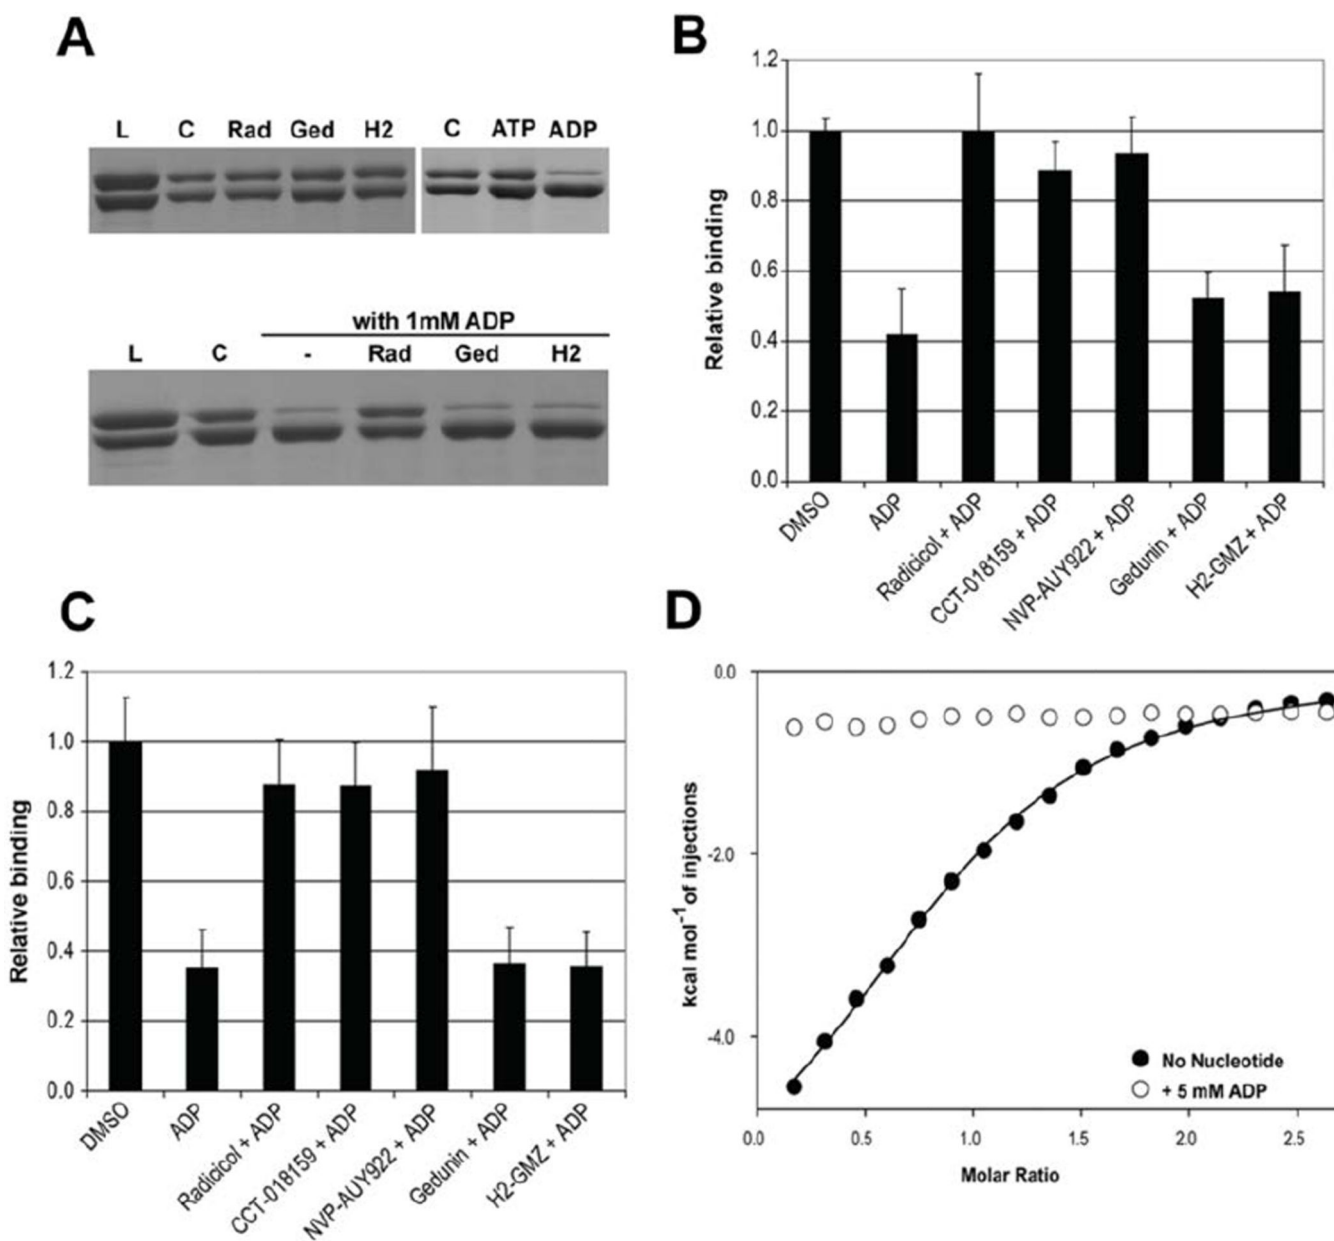 A
L C Rad Ged H2 C ATP ADP
with 1mM ADP
L C - Rad Ged H2
B
Relative binding
1.2
1.0
0.8
0.6
0.4
0.2
0.0
DMSO
ADP
Radicicol + ADP
CCT-018159 + ADP
NVP-AUY922 + ADP
Gedunin + ADP
H2-GMZ + ADP
C
Relative binding
1.2
1.0
0.8
0.6
0.4
0.2
0.0
DMSO
ADP
Radicicol + ADP
CCT-018159 + ADP
NVP-AUY922 + ADP
Gedunin + ADP
H2-GMZ + ADP
D
kcal mol-1 of injections
0.0
-2.0
-4.0
No Nucleotide
+ 5 mM ADP
0.0 0.5 1.0 1.5 2.0 2.5
Molar Ratio